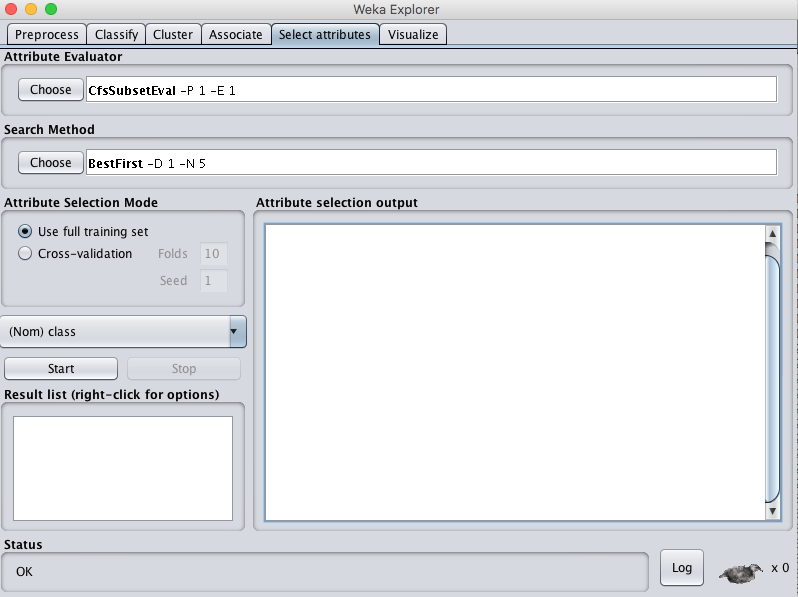 Weka Explorer
Preprocess Classify Cluster Associate Select attributes Visualize
Attribute Evaluator
Choose CfsSubsetEval -P 1 -E 1
Search Method
Choose BestFirst -D 1 -N 5
Attribute Selection Mode
Use full training set
Cross-validation Folds 10
Seed 1
(Nom) class
Start Stop
Result list (right-click for options)
Attribute selection output
Status
OK
Log x 0